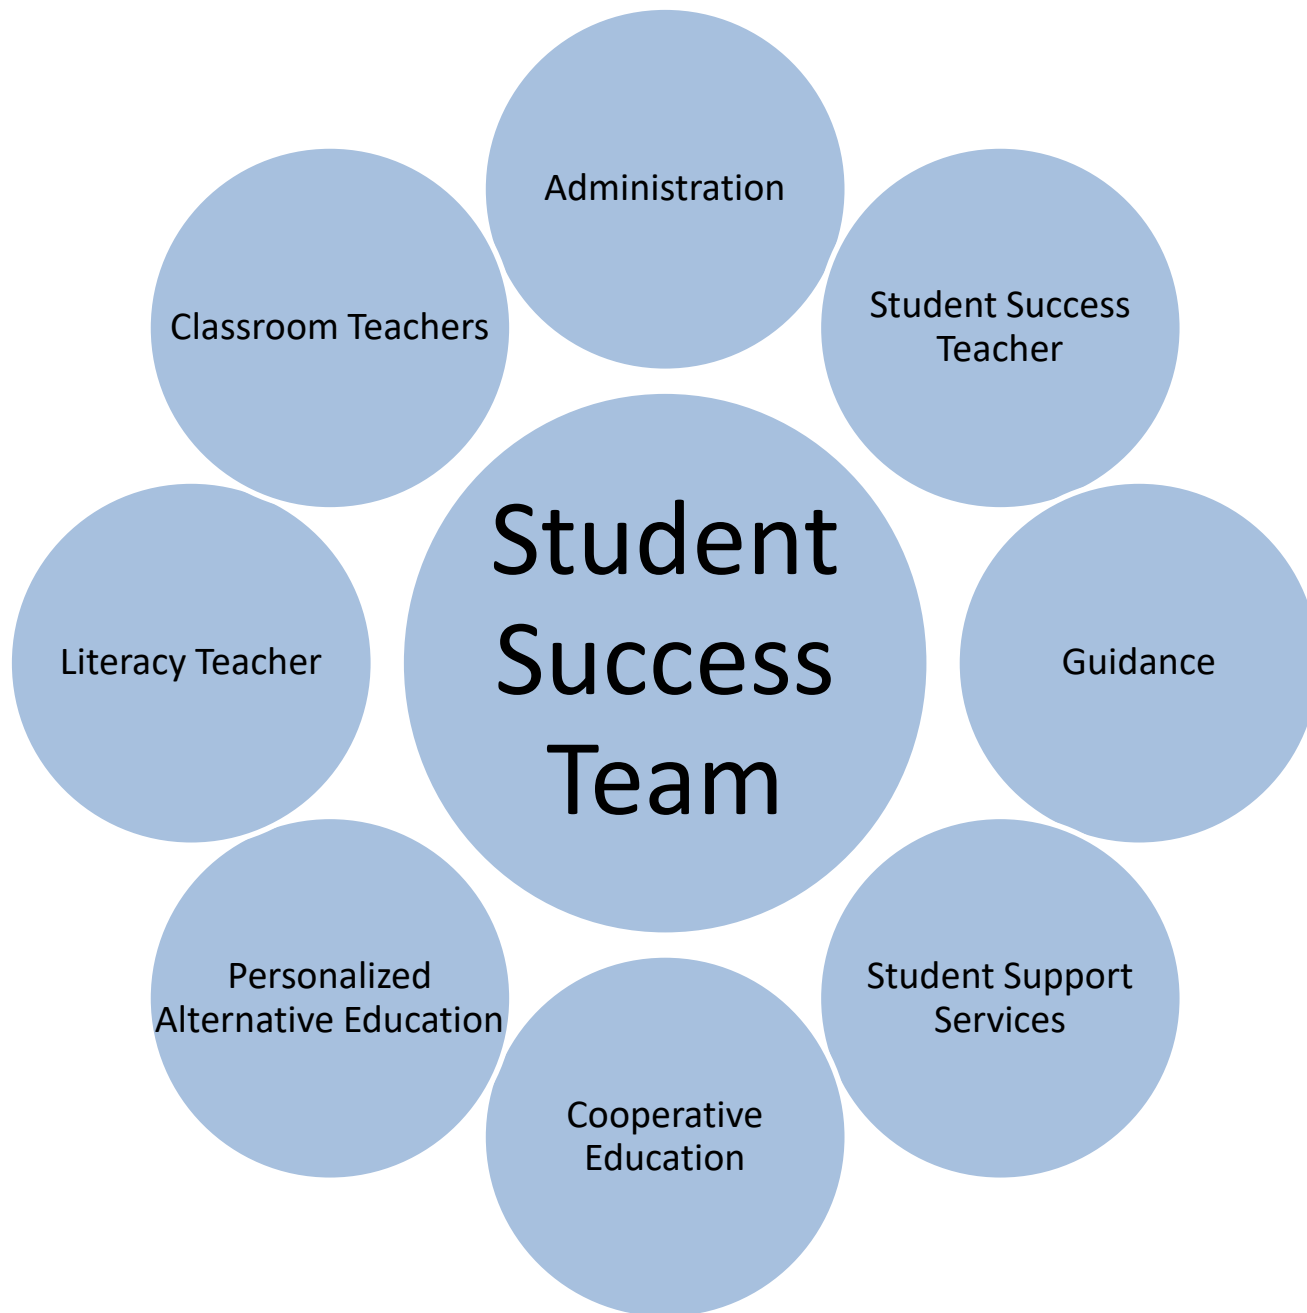 Administration
Student Success
Teacher
Guidance
Student Support
Services
Cooperative
Education
Personalized
Alternative Education
Literacy Teacher
Classroom Teachers
Student
Success
Team